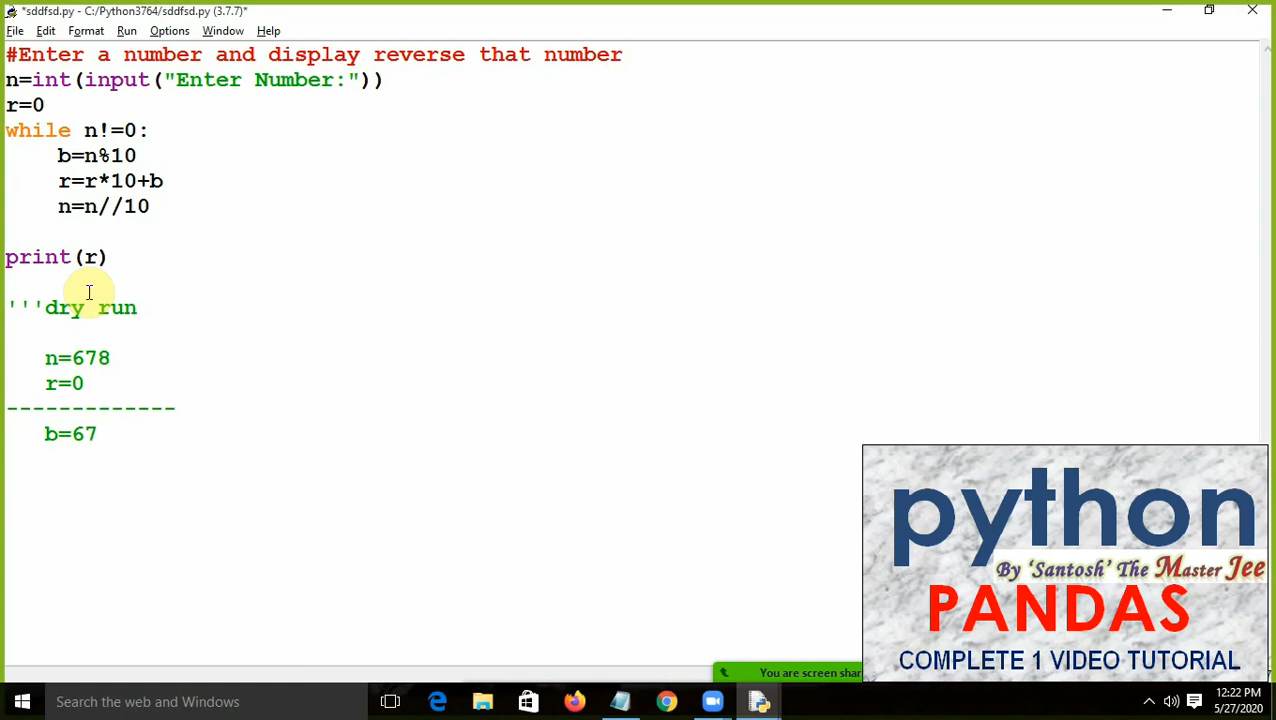 *sddfsd.py - C:/Python3764/sddfsd.py (3.7.7)*
File Edit Format Run Options Window Help
#Enter a number and display reverse that number
n=int(input("Enter Number:"))
r=0
while n!=0:
    b=n%10
    r=r*10+b
    n=n//10
print(r)
'''dry run
   n=678
   r=0
-------------
   b=67
python
By 'Santosh' The Master Jee
PANDAS
COMPLETE 1 VIDEO TUTORIAL
You are screen shar
Search the web and Windows
12:22 PM
5/27/2020